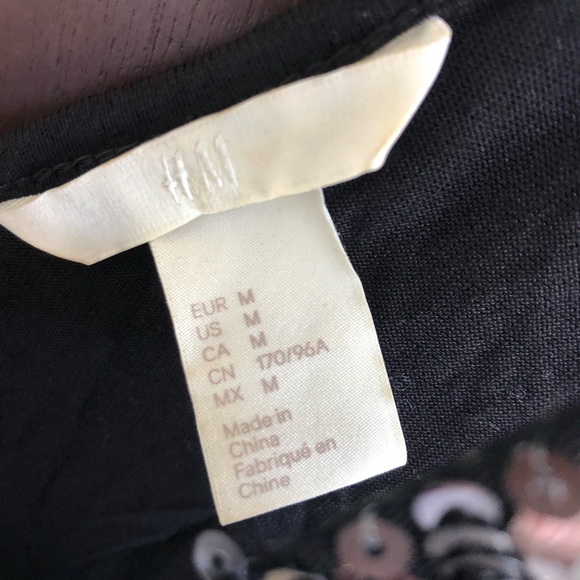 H&M
EUR M
US M
CA M
CN 170/96A
MX M
Made in
China
Fabriqué en
Chine